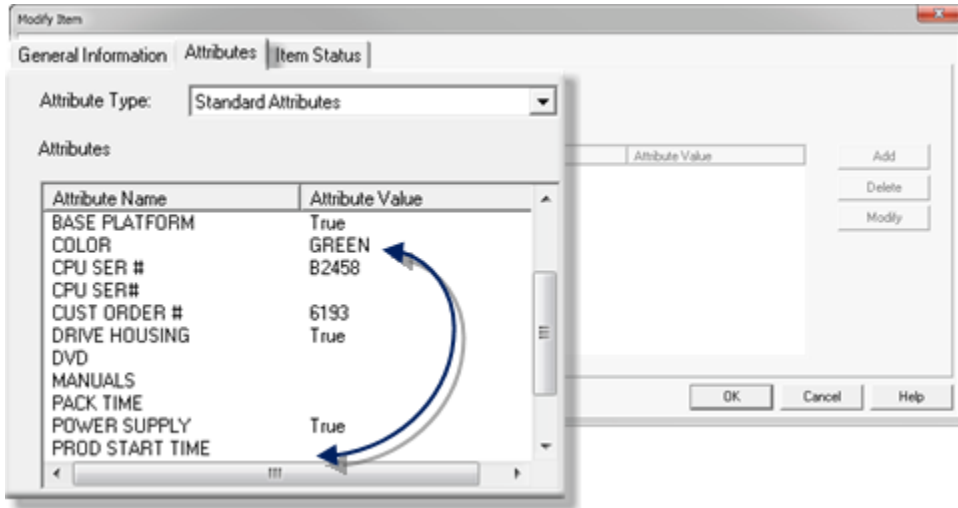 Modify Item
General Information Attributes Item Status
Attribute Type: Standard Attributes
Attributes
Attribute Name Attribute Value
BASE PLATFORM True
COLOR GREEN
CPU SER # B2458
CPU SER#
CUST ORDER # 6193
DRIVE HOUSING True
DVD
MANUALS
PACK TIME
POWER SUPPLY True
PROD START TIME
Attribute Value
Add
Delete
Modify
OK Cancel Help